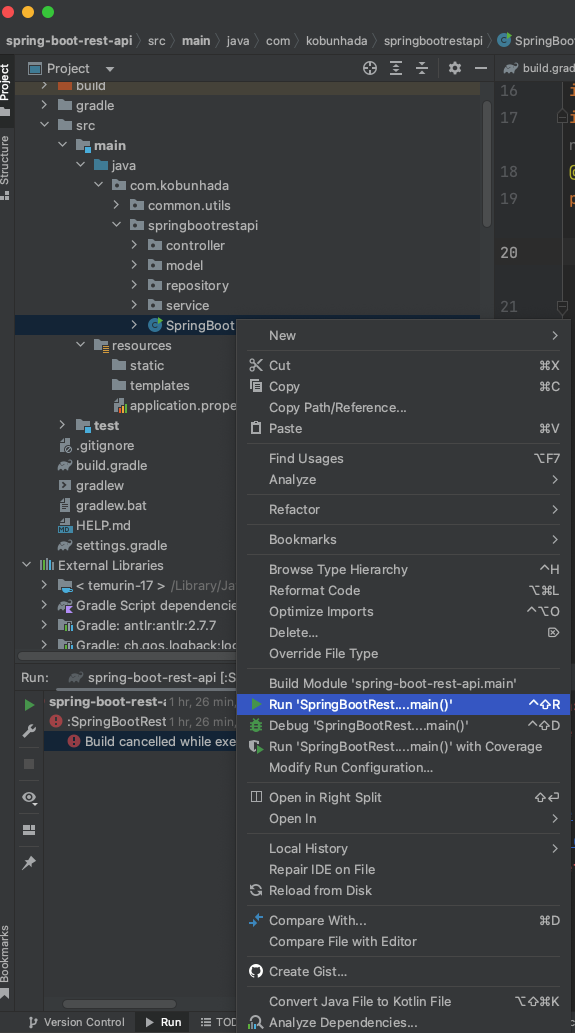 spring-boot-rest-api src main java com kobunhada springbootrestapi SpringBoo
Project
Project
build.grad
build
gradle
src
main
java
com.kobunhada
common.utils
springbootrestapi
controller
model
repository
service
SpringBoot
resources
static
templates
application.prope
test
.gitignore
build.gradle
gradlew
gradlew.bat
HELP.md
settings.gradle
External Libraries
< temurin-17 > /Library/Ja
Gradle Script dependencie
Gradle: antlr:antlr:2.7.7
Gradle: ch.qos.logback:log
Structure
16
17
18
19
20
21
New
Cut ⌘X
Copy ⌘C
Copy Path/Reference...
Paste ⌘V
Find Usages ⌥F7
Analyze
Refactor
Bookmarks
Browse Type Hierarchy ^H
Reformat Code ⌥⌘L
Optimize Imports ^⌥O
Delete... ⌦
Override File Type
Build Module 'spring-boot-rest-api.main'
Run 'SpringBootRest....main()' ^⇧R
Debug 'SpringBootRest....main()' ^⇧D
Run 'SpringBootRest....main()' with Coverage
Modify Run Configuration...
Open in Right Split ⇧⏎
Open In
Local History
Repair IDE on File
Reload from Disk
Compare With... ⌘D
Compare File with Editor
Create Gist...
Convert Java File to Kotlin File ⌥⇧⌘K
Analyze Dependencies...
Run: spring-boot-rest-api [:S
spring-boot-rest-a 1 hr, 26 min,
:SpringBootRest 1 hr, 26 min,
Build cancelled while exe
Bookmarks
Version Control Run TOD